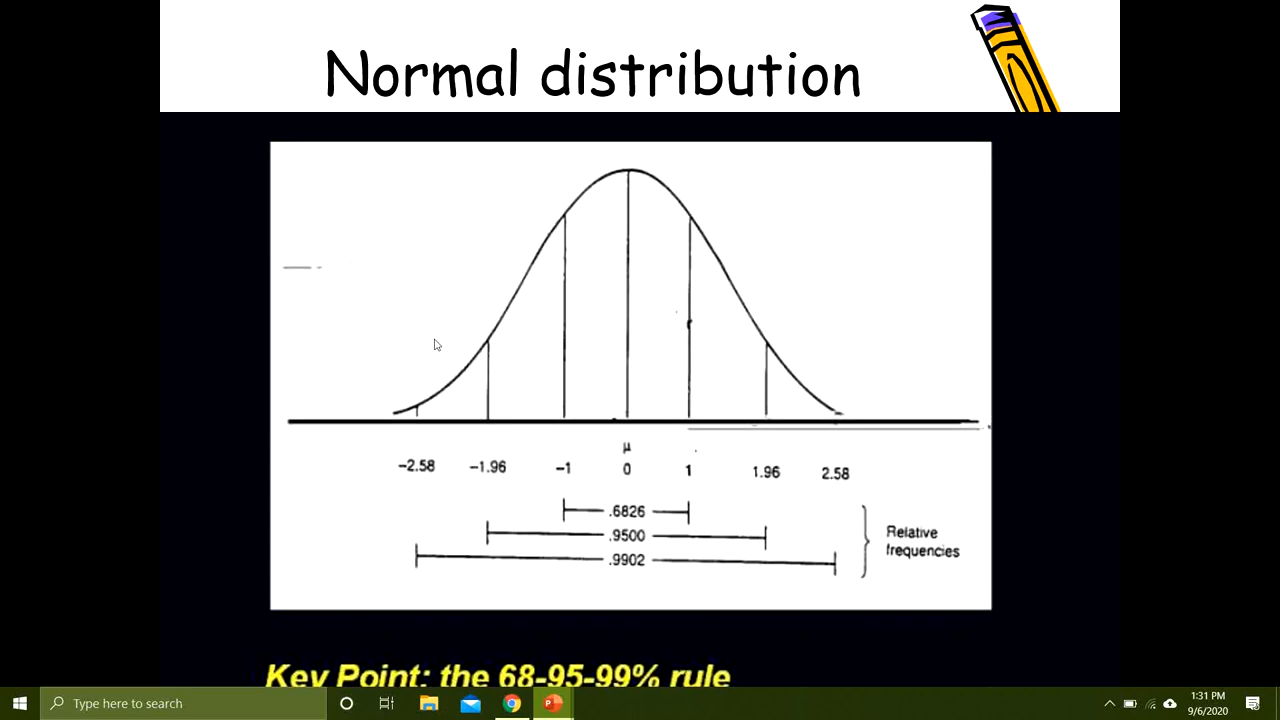 Normal distribution
μ
−2.58 −1.96 −1 0 1 1.96 2.58
.6826
.9500
.9902
Relative
frequencies
Key Point: the 68-95-99% rule
Type here to search
1:31 PM
9/6/2020